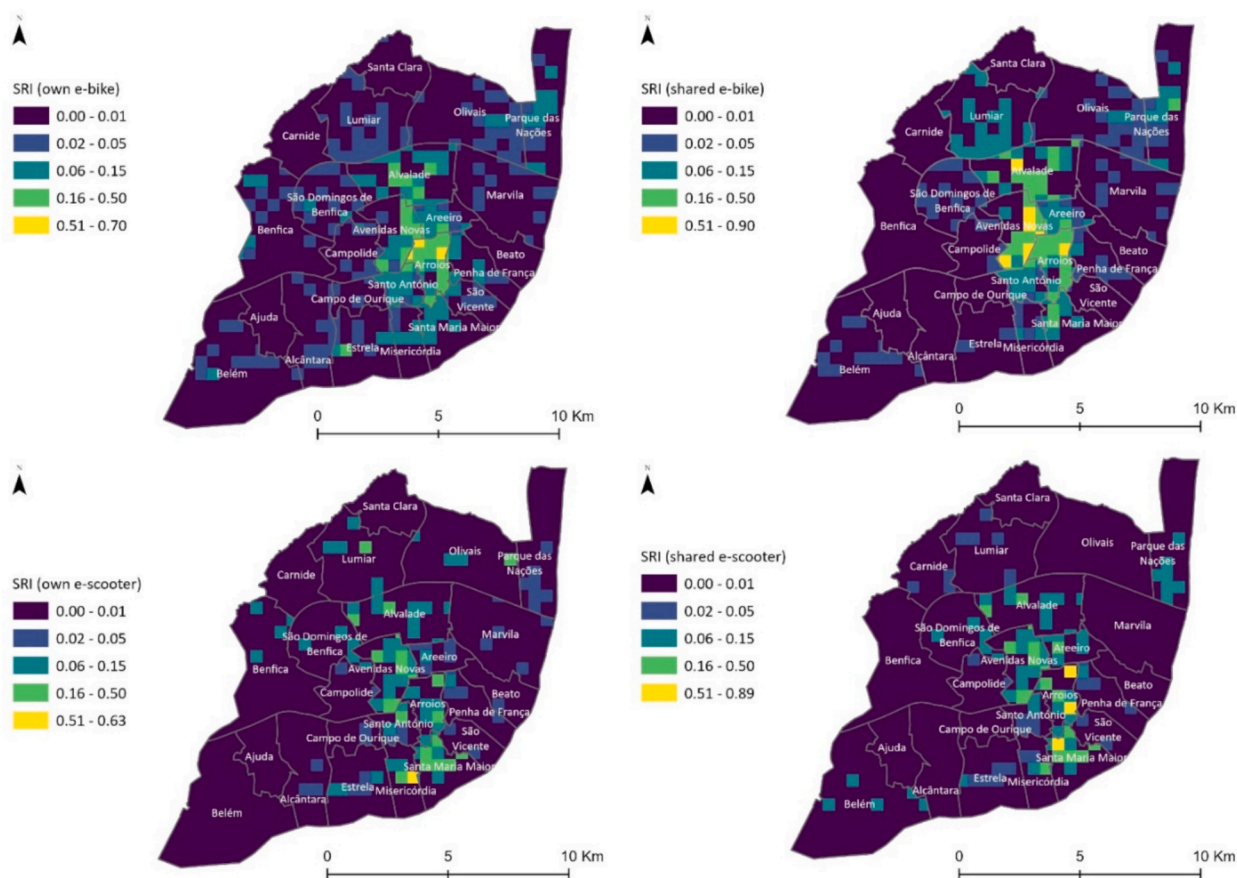 N
SRI (own e-bike)
0.00 - 0.01
0.02 - 0.05
0.06 - 0.15
0.16 - 0.50
0.51 - 0.70
Santa Clara
Lumiar
Olivais
Parque das
Nações
Carnide
Alvalade
Marvila
São Domingos de
Benfica
Benfica
Areeiro
Avenidas Novas
Campolide
Beato
Arroios
Penha de França
Santo António
São
Vicente
Campo de Ourique
Ajuda
Santa Maria Maior
Estrela
Misericórdia
Alcântara
Belém
0
5
10 Km
N
SRI (shared e-bike)
0.00 - 0.01
0.02 - 0.05
0.06 - 0.15
0.16 - 0.50
0.51 - 0.90
Santa Clara
Lumiar
Olivais
Parque das
Nações
Carnide
Alvalade
Marvila
São Domingos de
Benfica
Benfica
Areeiro
Avenidas Novas
Campolide
Beato
Arroios
Penha de França
Santo António
São
Vicente
Campo de Ourique
Ajuda
Santa Maria Maior
Estrela
Misericórdia
Alcântara
Belém
0
5
10 Km
N
SRI (own e-scooter)
0.00 - 0.01
0.02 - 0.05
0.06 - 0.15
0.16 - 0.50
0.51 - 0.63
Santa Clara
Lumiar
Olivais
Parque das
Nações
Carnide
Alvalade
Marvila
São Domingos de
Benfica
Benfica
Areeiro
Avenidas Novas
Campolide
Beato
Arroios
Penha de França
Santo António
São
Vicente
Campo de Ourique
Ajuda
Santa Maria Maior
Estrela
Misericórdia
Alcântara
Belém
0
5
10 Km
N
SRI (shared e-scooter)
0.00 - 0.01
0.02 - 0.05
0.06 - 0.15
0.16 - 0.50
0.51 - 0.89
Santa Clara
Lumiar
Olivais
Parque das
Nações
Carnide
Alvalade
Marvila
São Domingos de
Benfica
Benfica
Areeiro
Avenidas Novas
Campolide
Beato
Arroios
Penha de França
Santo António
São
Vicente
Campo de Ourique
Ajuda
Santa Maria Maior
Estrela
Misericórdia
Alcântara
Belém
0
5
10 Km